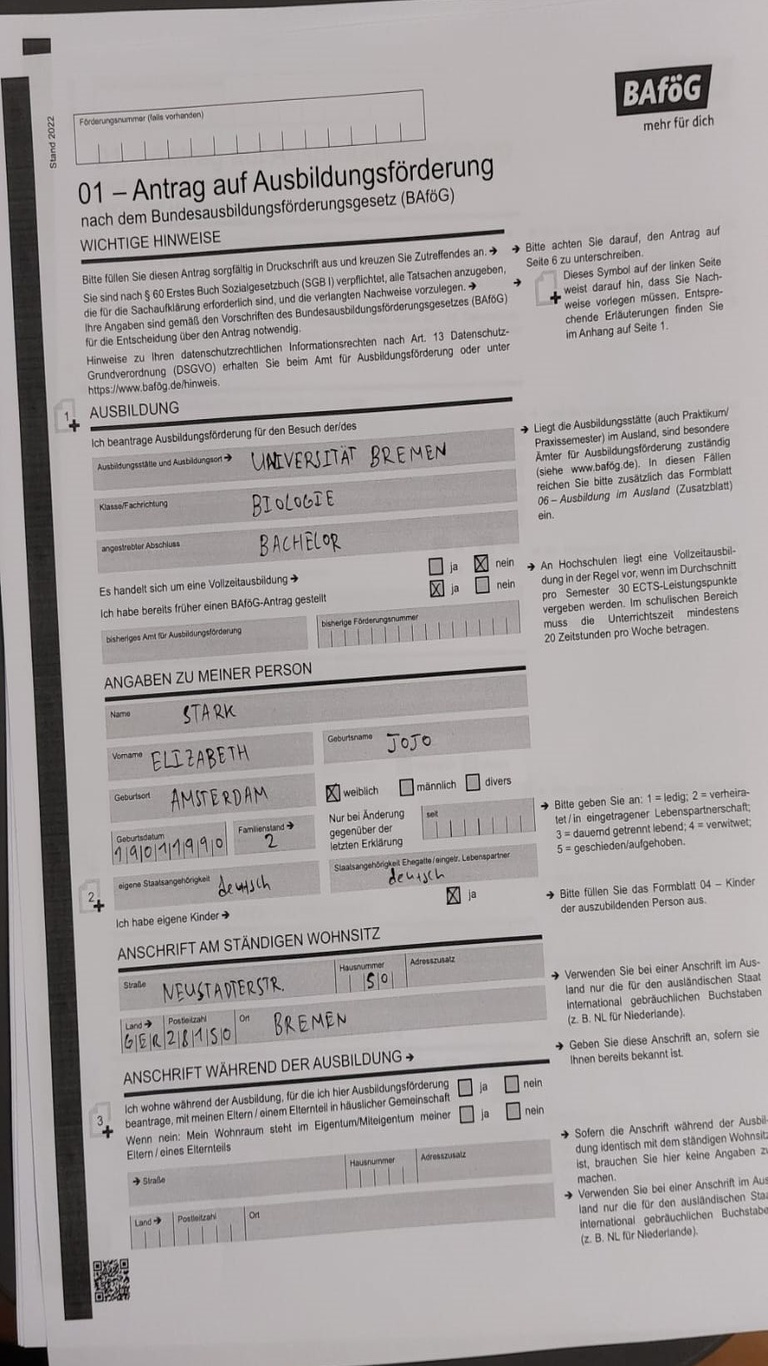 Stand 2022
Förderungsnummer (falls vorhanden)
BAföG
mehr für dich
01 – Antrag auf Ausbildungsförderung
nach dem Bundesausbildungsförderungsgesetz (BAföG)
WICHTIGE HINWEISE
Bitte füllen Sie diesen Antrag sorgfältig in Druckschrift aus und kreuzen Sie Zutreffendes an. →
Sie sind nach § 60 Erstes Buch Sozialgesetzbuch (SGB I) verpflichtet, alle Tatsachen anzugeben,
die für die Sachaufklärung erforderlich sind, und die verlangten Nachweise vorzulegen. →
Ihre Angaben sind gemäß den Vorschriften des Bundesausbildungsförderungsgesetzes (BAföG)
für die Entscheidung über den Antrag notwendig.
Hinweise zu Ihren datenschutzrechtlichen Informationsrechten nach Art. 13 Datenschutz-
Grundverordnung (DSGVO) erhalten Sie beim Amt für Ausbildungsförderung oder unter
https://www.bafög.de/hinweis.
→ Bitte achten Sie darauf, den Antrag auf
Seite 6 zu unterschreiben.
→ Dieses Symbol auf der linken Seite
weist darauf hin, dass Sie Nach-
weise vorlegen müssen. Entspre-
chende Erläuterungen finden Sie
im Anhang auf Seite 1.
1 AUSBILDUNG
Ich beantrage Ausbildungsförderung für den Besuch der/des
Ausbildungsstätte und Ausbildungsort → UNIVERSITÄT BREMEN
Klasse/Fachrichtung BIOLOGIE
angestrebter Abschluss BACHELOR
Es handelt sich um eine Vollzeitausbildung → ja nein
Ich habe bereits früher einen BAföG-Antrag gestellt ja nein
bisheriges Amt für Ausbildungsförderung bisherige Förderungsnummer
→ Liegt die Ausbildungsstätte (auch Praktikum/
Praxissemester) im Ausland, sind besondere
Ämter für Ausbildungsförderung zuständig
(siehe www.bafög.de). In diesen Fällen
reichen Sie bitte zusätzlich das Formblatt
06 – Ausbildung im Ausland (Zusatzblatt)
ein.
→ An Hochschulen liegt eine Vollzeitausbil-
dung in der Regel vor, wenn im Durchschnitt
pro Semester 30 ECTS-Leistungspunkte
vergeben werden. Im schulischen Bereich
muss die Unterrichtszeit mindestens
20 Zeitstunden pro Woche betragen.
ANGABEN ZU MEINER PERSON
Name STARK
Vorname ELIZABETH Geburtsname JOJO
Geburtsort AMSTERDAM weiblich männlich divers
Geburtsdatum 19011990 Familienstand → 2 Nur bei Änderung
gegenüber der
letzten Erklärung seit
2 eigene Staatsangehörigkeit deutsch Staatsangehörigkeit Ehegatte/eingetr. Lebenspartner deutsch
Ich habe eigene Kinder → ja
→ Bitte geben Sie an: 1 = ledig; 2 = verheira-
tet/in eingetragener Lebenspartnerschaft;
3 = dauernd getrennt lebend; 4 = verwitwet;
5 = geschieden/aufgehoben.
→ Bitte füllen Sie das Formblatt 04 – Kinder
der auszubildenden Person aus.
ANSCHRIFT AM STÄNDIGEN WOHNSITZ
Straße NEUSTADTERSTR. Hausnummer 50 Adresszusatz
Land → GER Postleitzahl 28150 Ort BREMEN
→ Verwenden Sie bei einer Anschrift im Aus-
land nur die für den ausländischen Staat
international gebräuchlichen Buchstaben
(z. B. NL für Niederlande).
→ Geben Sie diese Anschrift an, sofern sie
Ihnen bereits bekannt ist.
ANSCHRIFT WÄHREND DER AUSBILDUNG →
3 Ich wohne während der Ausbildung, für die ich hier Ausbildungsförderung
beantrage, mit meinen Eltern / einem Elternteil in häuslicher Gemeinschaft ja nein
Wenn nein: Mein Wohnraum steht im Eigentum/Miteigentum meiner
Eltern / eines Elternteils ja nein
→ Straße Hausnummer Adresszusatz
Land → Postleitzahl Ort
→ Sofern die Anschrift während der Ausbil-
dung identisch mit dem ständigen Wohnsitz
ist, brauchen Sie hier keine Angaben zu
machen.
→ Verwenden Sie bei einer Anschrift im Aus-
land nur die für den ausländischen Staa
international gebräuchlichen Buchstabe
(z. B. NL für Niederlande).